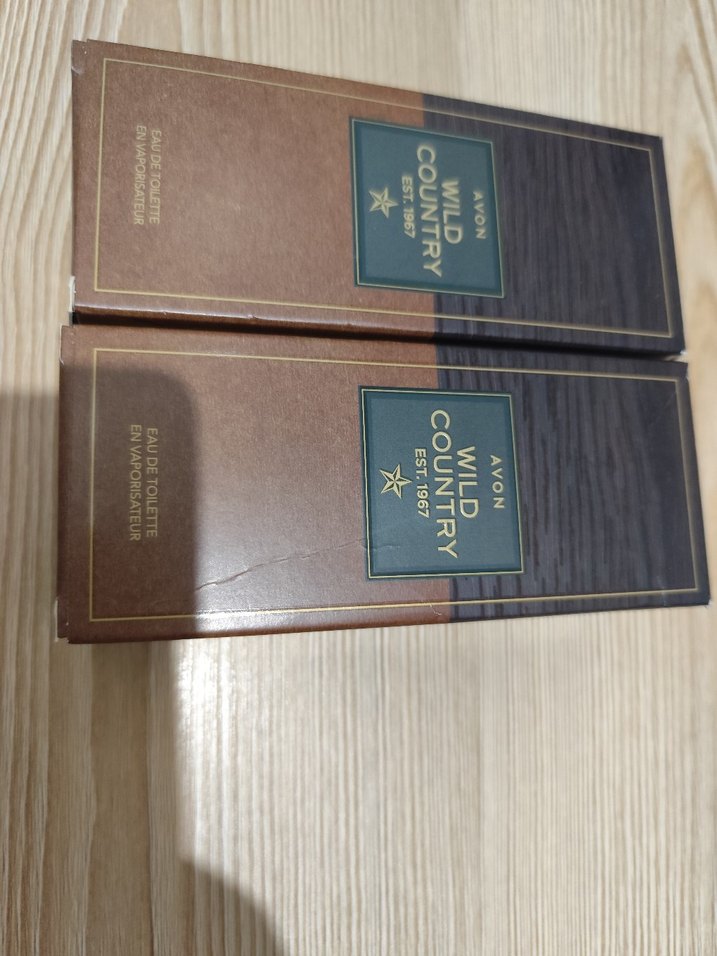 AVON
WILD
COUNTRY
EST. 1967
EAU DE TOILETTE
EN VAPORISATEUR
AVON
WILD
COUNTRY
EST. 1967
EAU DE TOILETTE
EN VAPORISATEUR